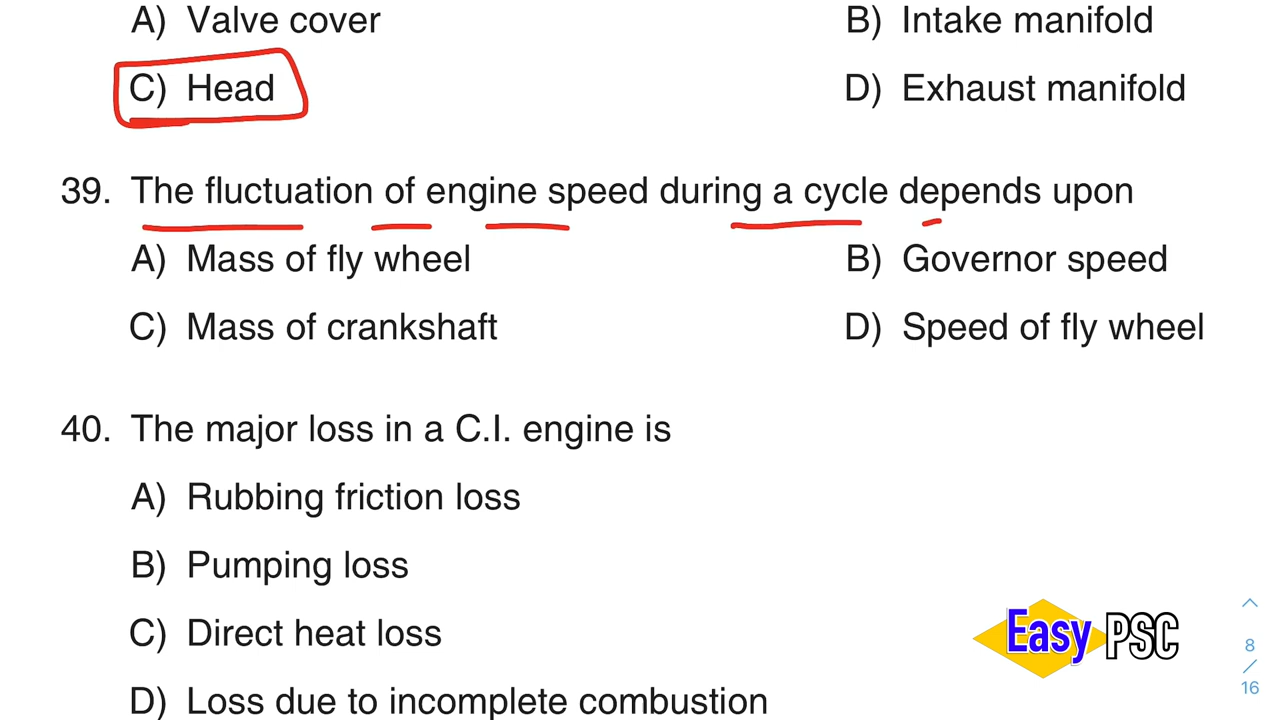 A) Valve cover B) Intake manifold
C) Head D) Exhaust manifold
39. The fluctuation of engine speed during a cycle depends upon
A) Mass of fly wheel B) Governor speed
C) Mass of crankshaft D) Speed of fly wheel
40. The major loss in a C.I. engine is
A) Rubbing friction loss
B) Pumping loss
C) Direct heat loss
D) Loss due to incomplete combustion
Easy PSC
8
/
16